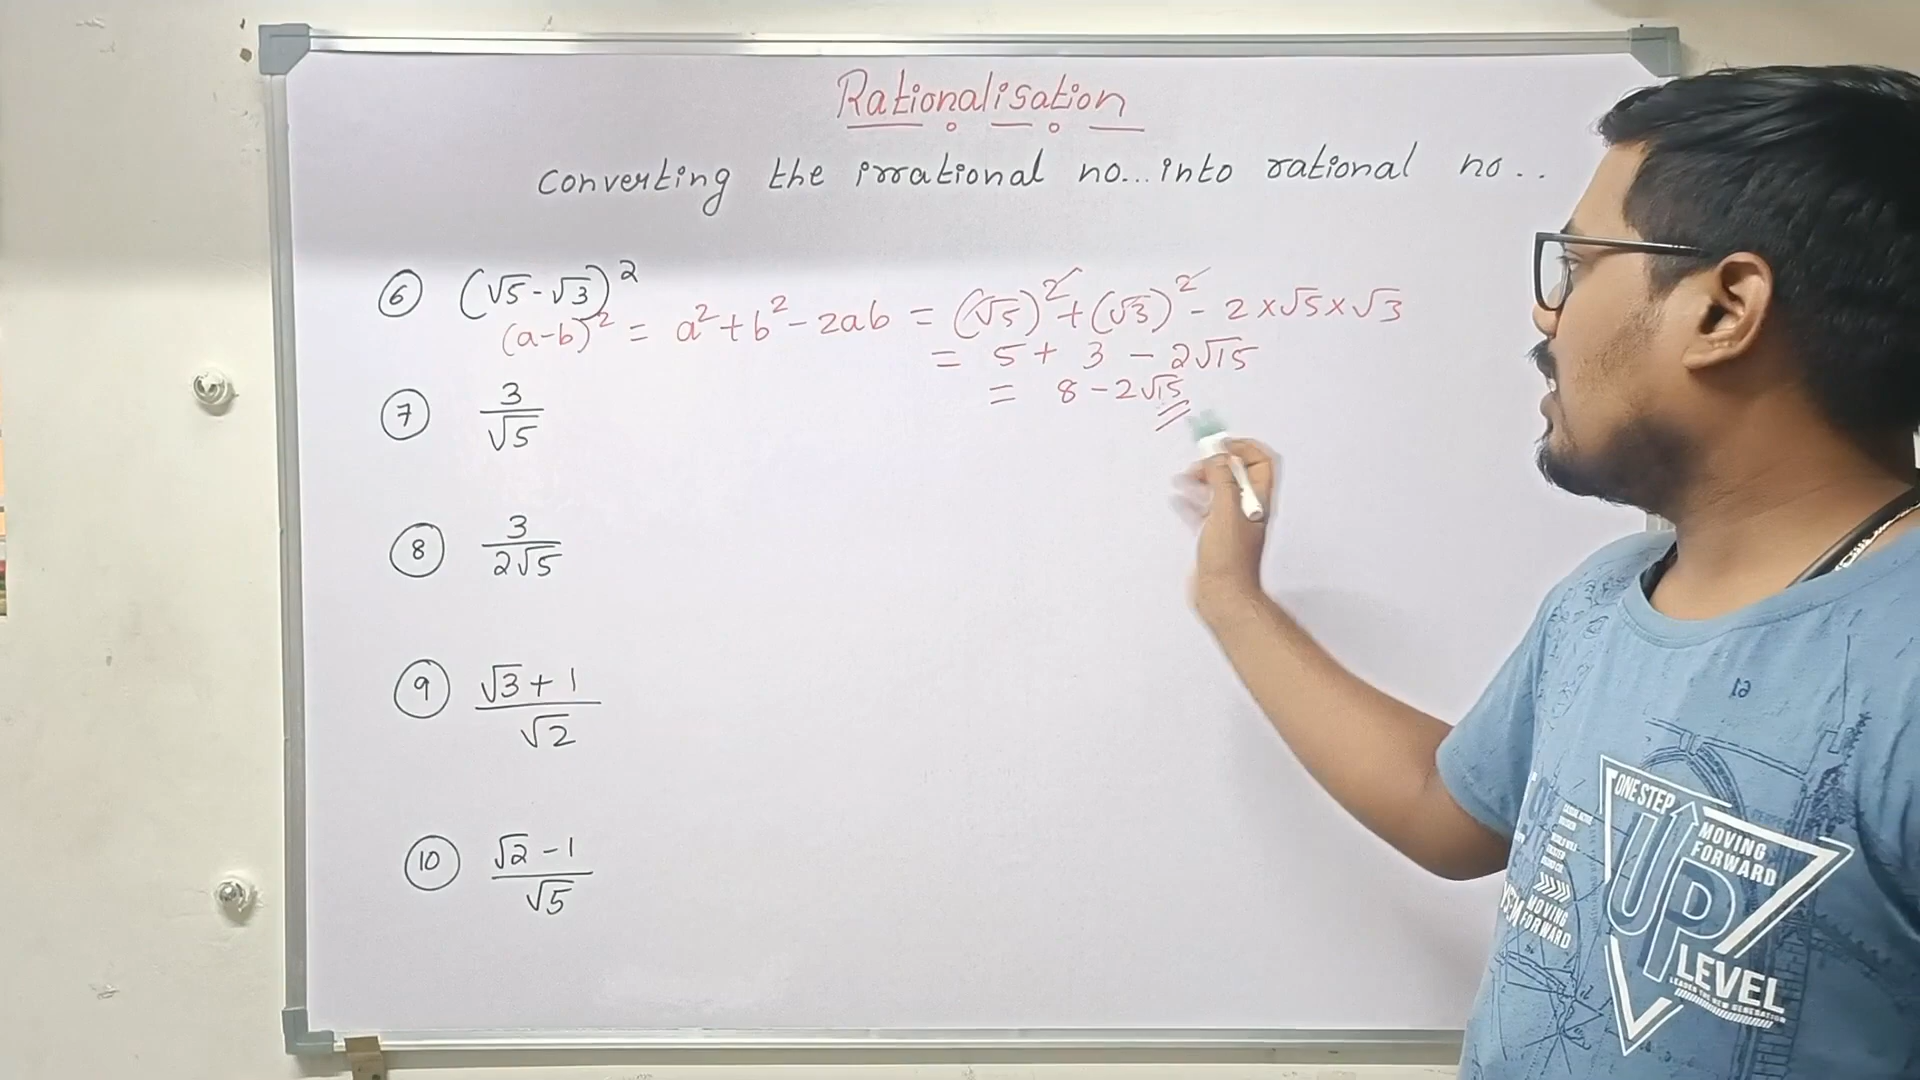 Rationalisation
Converting the irrational no...into rational no..
6 (√5-√3)²
(a-b)² = a²+b²-2ab = (√5)²+(√3)² - 2×√5×√3
= 5 + 3 - 2√15
= 8-2√15
7 3/√5
8 3/2√5
9 √3+1/√2
10 √2-1/√5
ONE STEP
MOVING
FORWARD
UP
LEVEL
MOVING
FORWARD